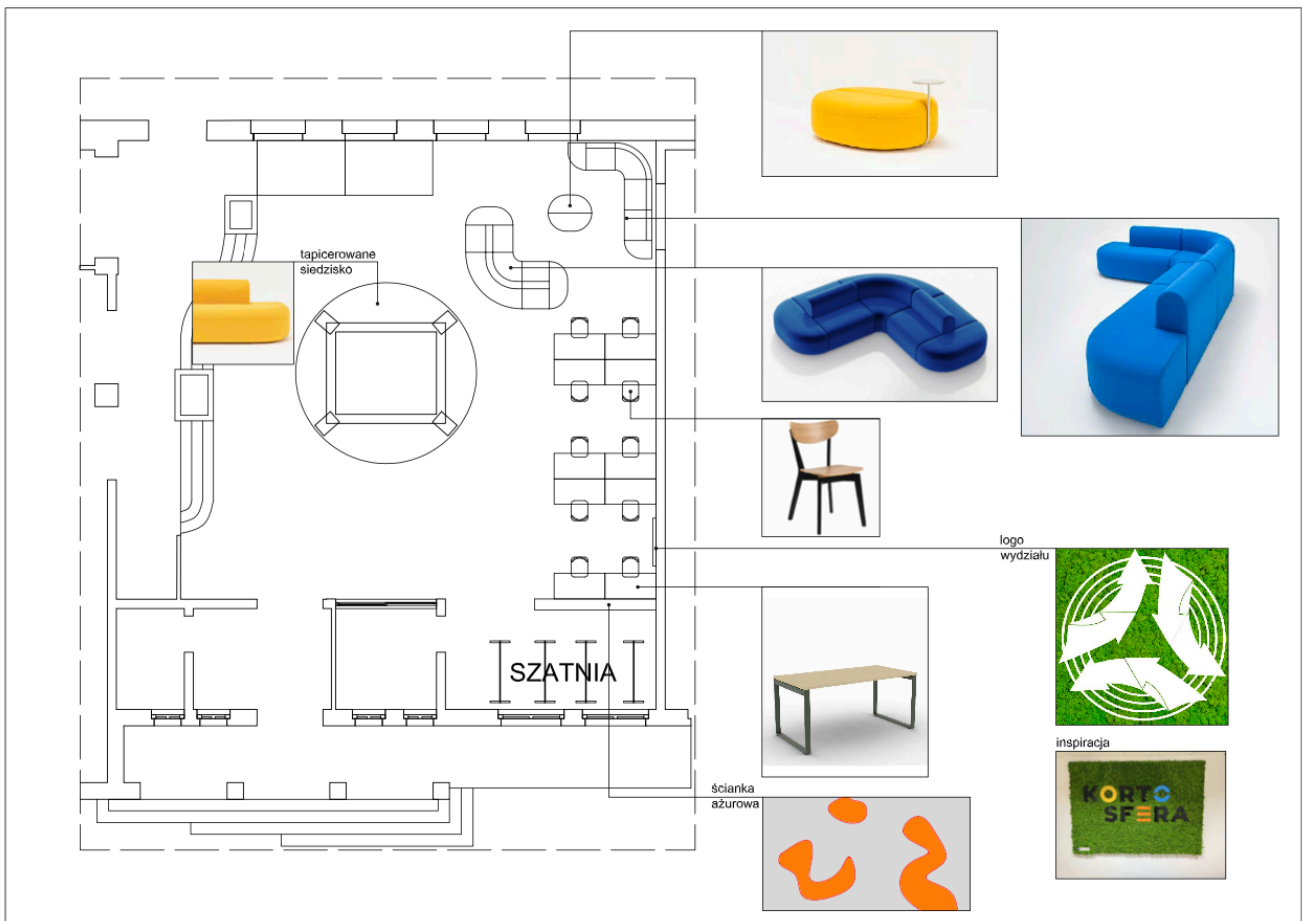 tapicerowane
siedzisko
logo
wydziału
SZATNIA
inspiracja
KORTO
SFERA
ścianka
ażurowa